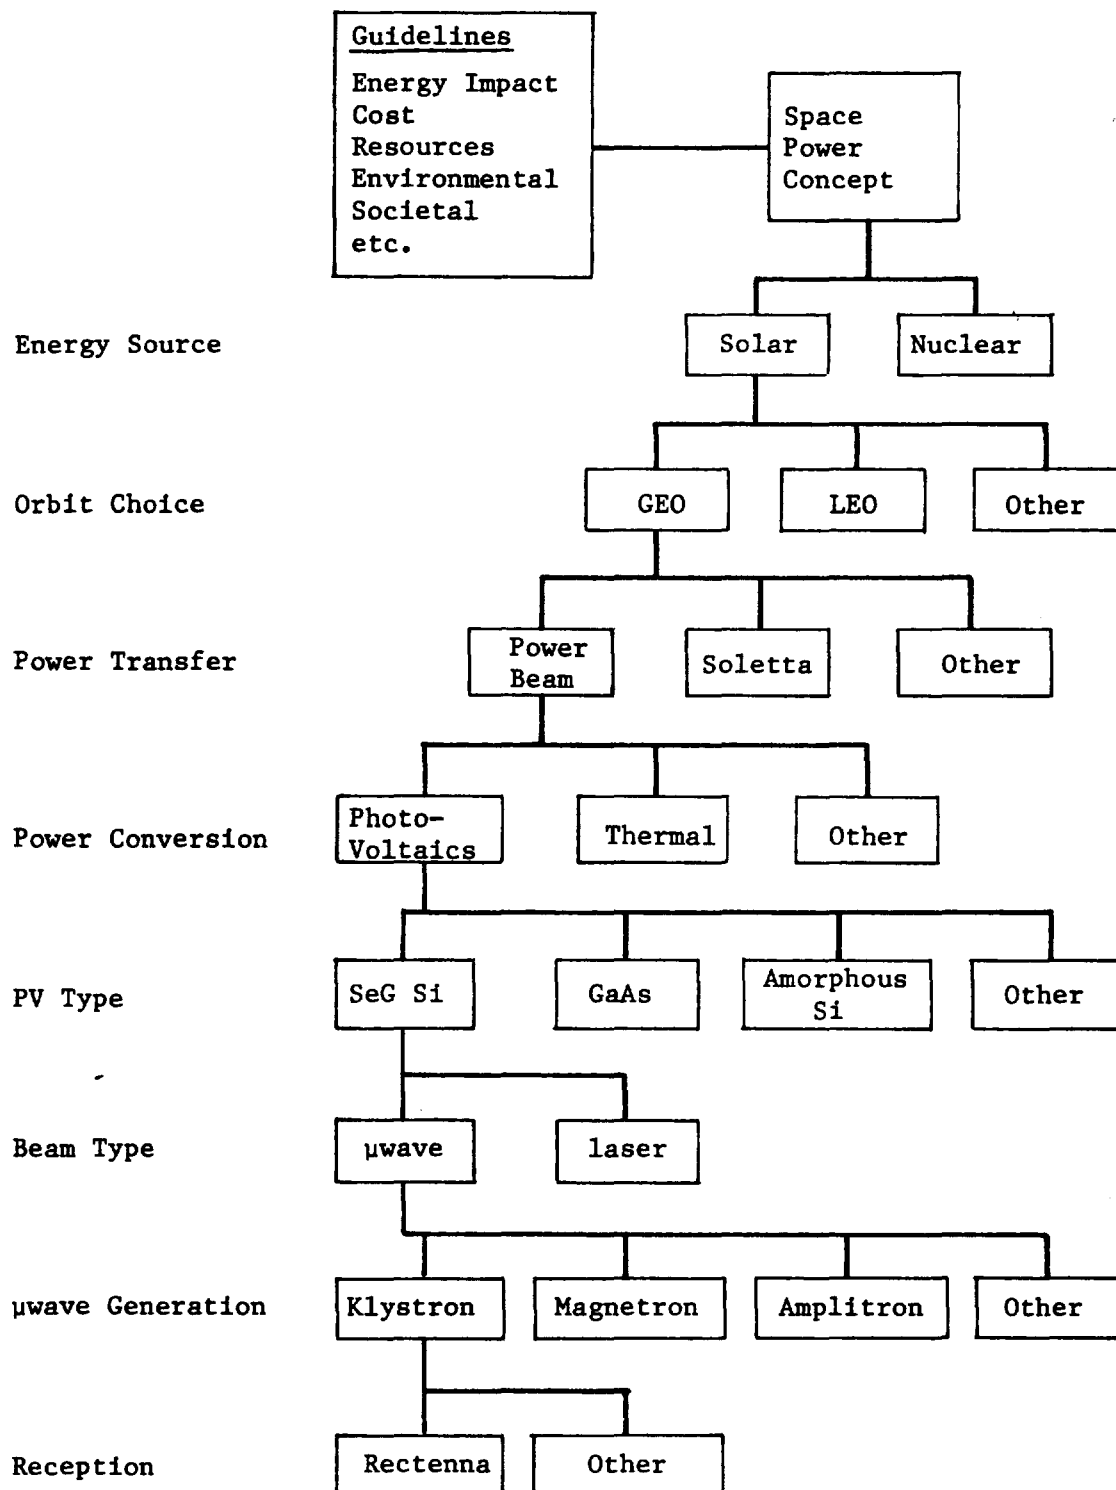 Guidelines
Energy Impact
Cost
Resources
Environmental
Societal
etc.
Space
Power
Concept
Energy Source
Solar
Nuclear
Orbit Choice
GEO
LEO
Other
Power Transfer
Power
Beam
Soletta
Other
Power Conversion
Photo-
Voltaics
Thermal
Other
PV Type
SeG Si
GaAs
Amorphous
Si
Other
Beam Type
μwave
laser
μwave Generation
Klystron
Magnetron
Amplitron
Other
Reception
Rectenna
Other